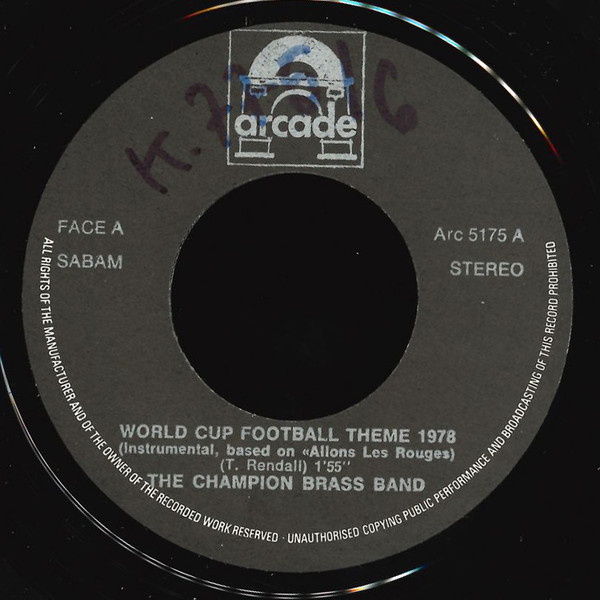 arcade
FACE A
SABAM
Arc 5175 A
STEREO
WORLD CUP FOOTBALL THEME 1978
(Instrumental, based on «Allons Les Rouges»)
(T. Rendall) 1'55"
THE CHAMPION BRASS BAND
ALL RIGHTS OF THE MANUFACTURER AND OF THE OWNER OF THE RECORDED WORK RESERFVED · UNAUTHORISED COPYING PUBLIC PERFORMANCE AND BROADCASTING OF THIS RECORD PROHIBITED